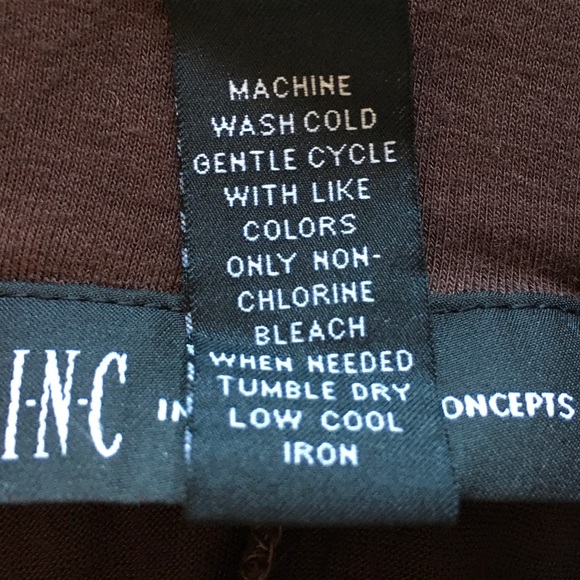 MACHINE
WASH COLD
GENTLE CYCLE
WITH LIKE
COLORS
ONLY NON-
CHLORINE
BLEACH
WHEN NEEDED
TUMBLE DRY
LOW COOL
IRON
I·N·C IN ONCEPTS